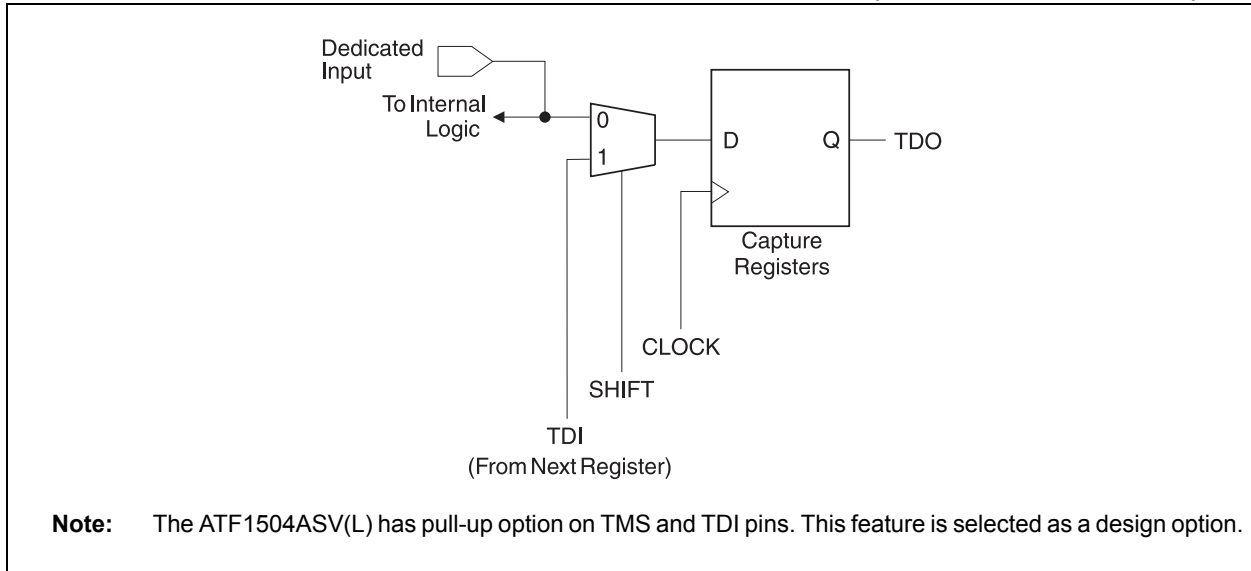 Dedicated
Input
To Internal
Logic
0
1
D
Q
TDO
Capture
Registers
CLOCK
SHIFT
TDI
(From Next Register)
Note: The ATF1504ASV(L) has pull-up option on TMS and TDI pins. This feature is selected as a design option.